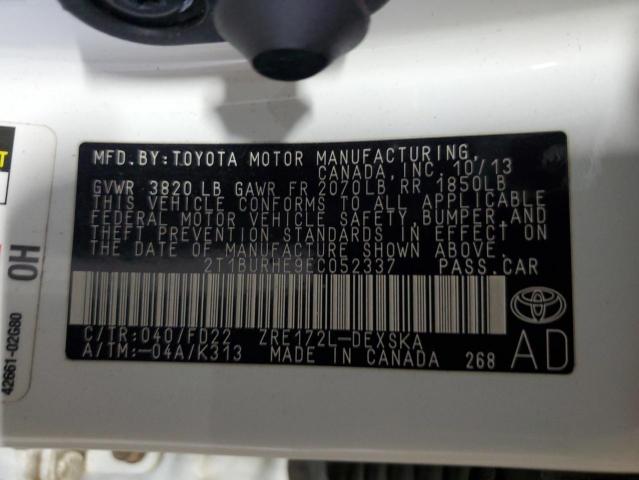 MFD.BY:TOYOTA MOTOR MANUFACTURING,
CANADA, INC. 10/13
GVWR 3820 LB GAWR FR 2070LB, RR 1850LB
THIS VEHICLE CONFORMS TO ALL APPLICABLE
FEDERAL MOTOR VEHICLE SAFETY, BUMPER, AND
THEFT PREVENTION STANDARDS IN EFFECT ON
THE DATE OF MANUFACTURE SHOWN ABOVE.
2T1BURHE9EC052337 PASS.CAR
C/TR:040/FD22 ZRE172L-DEXSKA
A/TM:-04A/K313 MADE IN CANADA 268
AD
0H
42661-02G80